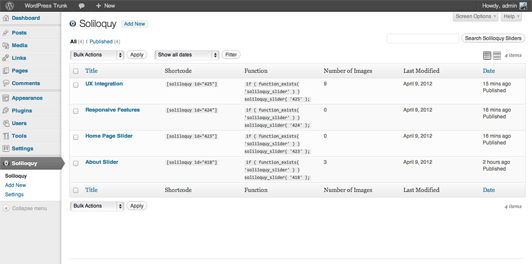 WordPress Trunk
New
Howdy, admin
Dashboard
Posts
Media
Links
Pages
Comments
Appearance
Plugins
Users
Tools
Settings
Soliloquy
Soliloquy
Add New
Settings
Collapse menu
Screen Options
Help
Soliloquy
Add New
All (4) | Published (4)
Search Soliloquy Sliders
Bulk Actions
Apply
Show all dates
Filter
4 items
Title Shortcode Function Number of Images Last Modified Date
UX Integration
[soliloquy id="425"]
if ( function_exists(
'soliloquy_slider' ) )
soliloquy_slider( '425' );
9
April 9, 2012
15 mins ago
Published
Responsive Features
[soliloquy id="424"]
if ( function_exists(
'soliloquy_slider' ) )
soliloquy_slider( '424' );
0
April 9, 2012
16 mins ago
Published
Home Page Slider
[soliloquy id="423"]
if ( function_exists(
'soliloquy_slider' ) )
soliloquy_slider( '423' );
0
April 9, 2012
16 mins ago
Published
About Slider
[soliloquy id="418"]
if ( function_exists(
'soliloquy_slider' ) )
soliloquy_slider( '418' );
3
April 9, 2012
2 hours ago
Published
Title Shortcode Function Number of Images Last Modified Date
Bulk Actions
Apply
4 items